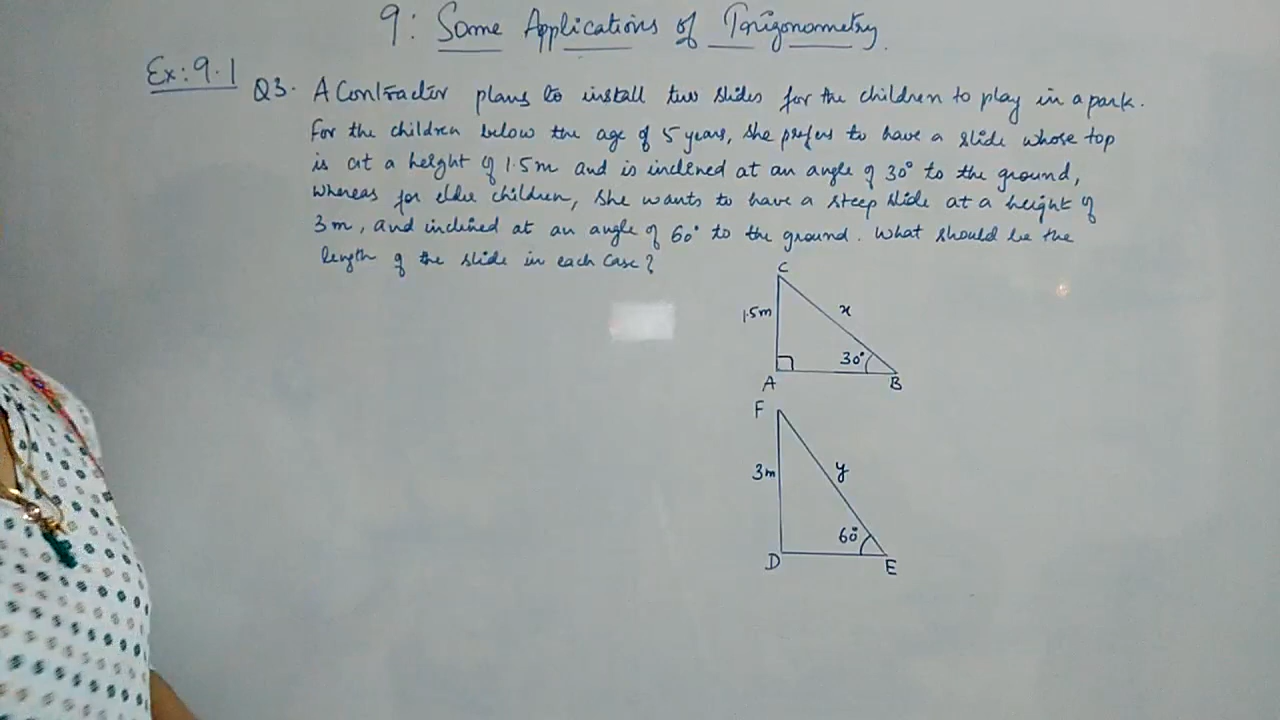 9: Some Applications of Trigonometry.
Ex: 9.1
Q3. A Contractor plans to install two slides for the children to play in a park.
For the children below the age of 5 years, she prefers to have a slide whose top
is at a height of 1.5m and is inclined at an angle of 30° to the ground,
whereas for elder children, she wants to have a steep slide at a height of
3m, and inclined at an angle of 60° to the ground. What should be the
length of the slide in each case?
C
1.5m
x
30°
A
B
F
3m
y
60°
D
E